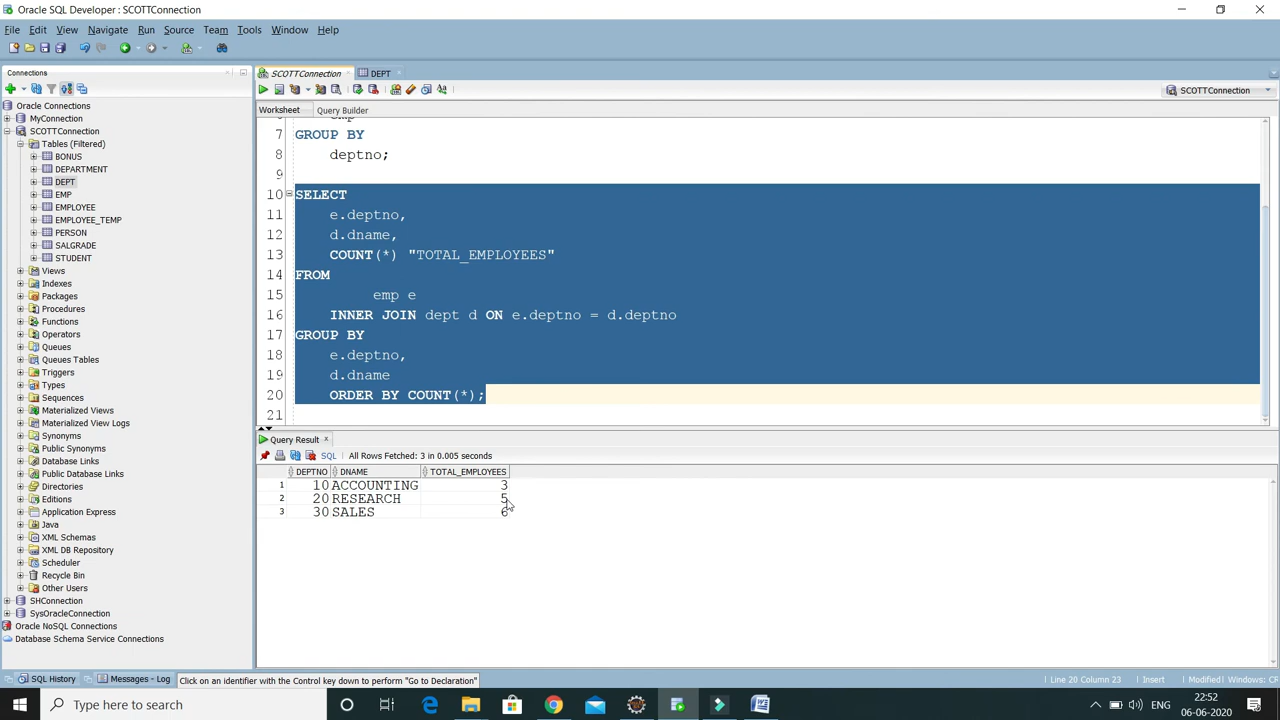 Oracle SQL Developer : SCOTTConnection
File Edit View Navigate Run Source Team Tools Window Help
Connections
SCOTTConnection
DEPT
SCOTTConnection
Worksheet Query Builder
Oracle Connections
MyConnection
SCOTTConnection
Tables (Filtered)
BONUS
DEPARTMENT
DEPT
EMP
EMPLOYEE
EMPLOYEE_TEMP
PERSON
SALGRADE
STUDENT
Views
Indexes
Packages
Procedures
Functions
Operators
Queues
Queues Tables
Triggers
Types
Sequences
Materialized Views
Materialized View Logs
Synonyms
Public Synonyms
Database Links
Public Database Links
Directories
Editions
Application Express
Java
XML Schemas
XML DB Repository
Scheduler
Recycle Bin
Other Users
SHConnection
SysOracleConnection
Oracle NoSQL Connections
Database Schema Service Connections
7 GROUP BY
8 deptno;
9
10 SELECT
11 e.deptno,
12 d.dname,
13 COUNT(*) "TOTAL_EMPLOYEES"
14 FROM
15 emp e
16 INNER JOIN dept d ON e.deptno = d.deptno
17 GROUP BY
18 e.deptno,
19 d.dname
20 ORDER BY COUNT(*);
21
Query Result
SQL All Rows Fetched: 3 in 0.005 seconds
DEPTNO DNAME TOTAL_EMPLOYEES
1 10 ACCOUNTING 3
2 20 RESEARCH 5
3 30 SALES 6
SQL History Messages - Log Click on an identifier with the Control key down to perform "Go to Declaration" Line 20 Column 23 Insert Modified Windows: CF
Type here to search
ENG
22:52
06-06-2020